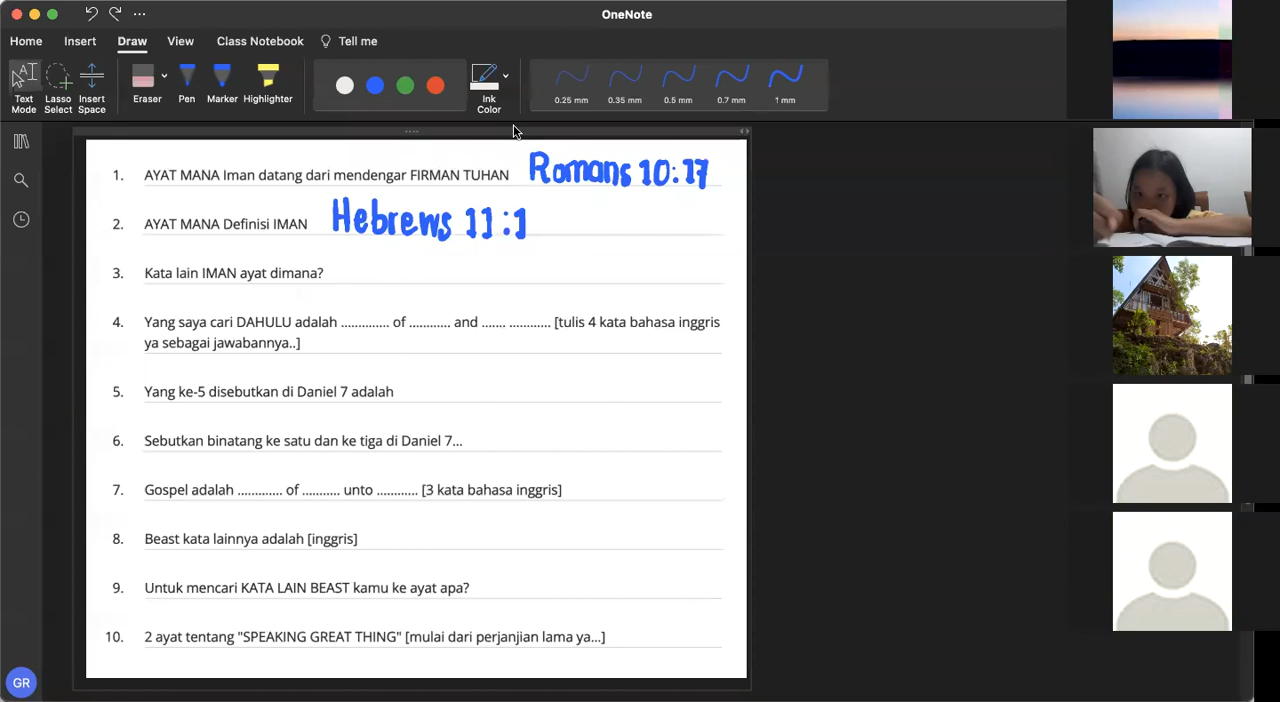 OneNote
Home Insert Draw View Class Notebook Tell me
Text Mode Lasso Select Insert Space Eraser Pen Marker Highlighter Ink Color 0.25 mm 0.35 mm 0.5 mm 0.7 mm 1 mm
1. AYAT MANA Iman datang dari mendengar FIRMAN TUHAN Romans 10:17
2. AYAT MANA Definisi IMAN Hebrews 11:1
3. Kata lain IMAN ayat dimana?
4. Yang saya cari DAHULU adalah .............. of ............ and ....... ............ [tulis 4 kata bahasa inggris
ya sebagai jawabannya..]
5. Yang ke-5 disebutkan di Daniel 7 adalah
6. Sebutkan binatang ke satu dan ke tiga di Daniel 7...
7. Gospel adalah ............. of ........... unto ............ [3 kata bahasa inggris]
8. Beast kata lainnya adalah [inggris]
9. Untuk mencari KATA LAIN BEAST kamu ke ayat apa?
10. 2 ayat tentang "SPEAKING GREAT THING" [mulai dari perjanjian lama ya...]
GR